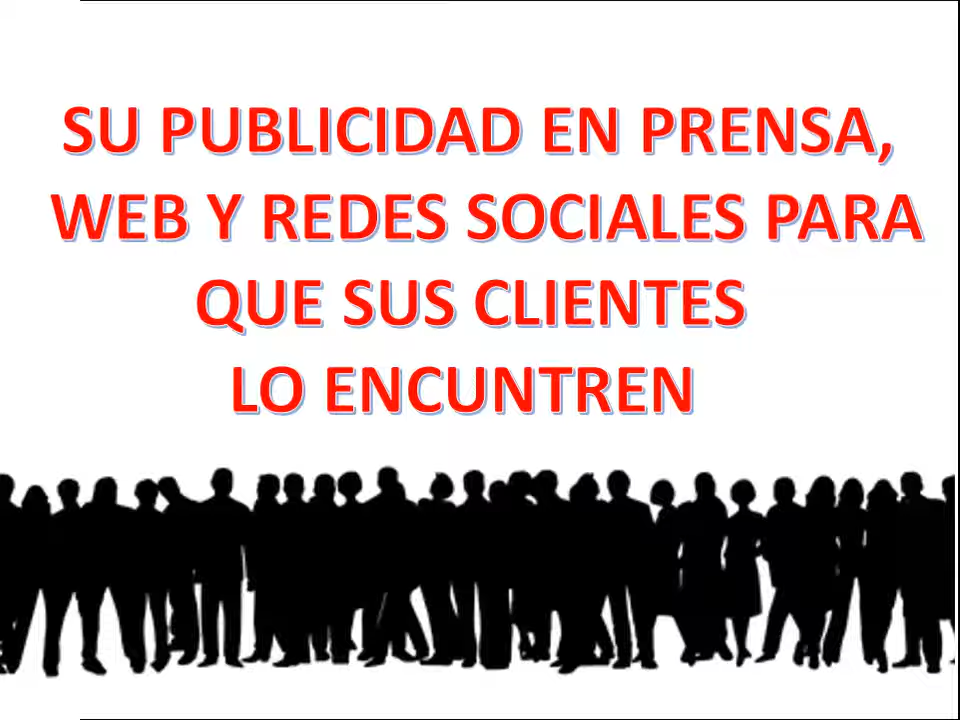 SU PUBLICIDAD EN PRENSA,
WEB Y REDES SOCIALES PARA
QUE SUS CLIENTES
LO ENCUNTREN